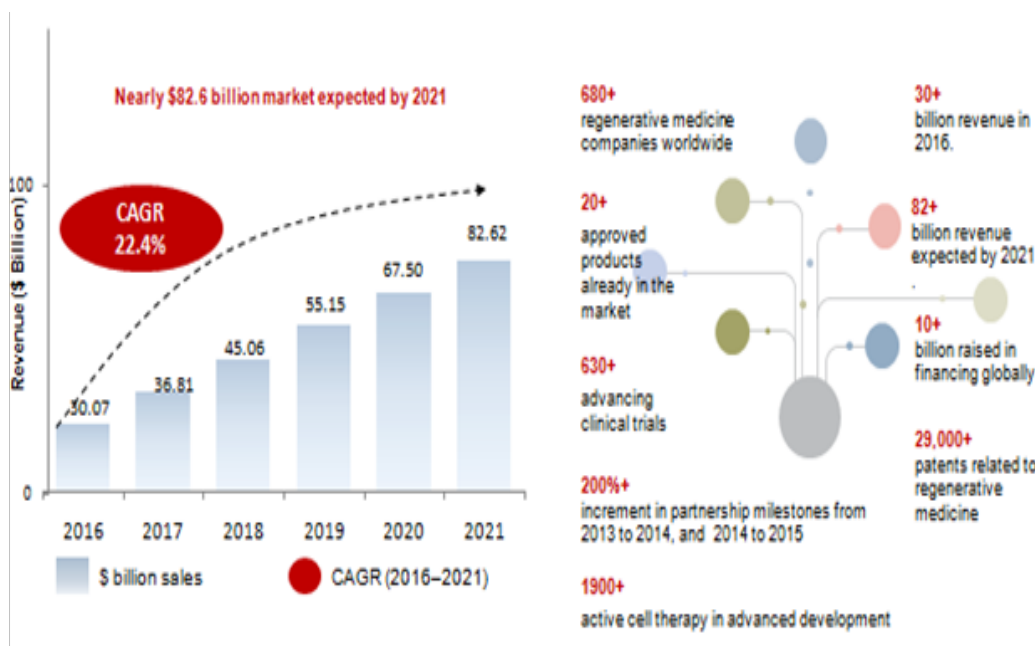 Nearly $82.6 billion market expected by 2021
Revenue ($ Billion)
100
0
CAGR
22.4%
30.07
36.81
45.06
55.15
67.50
82.62
2016
2017
2018
2019
2020
2021
$ billion sales
CAGR (2016–2021)
680+
regenerative medicine
companies worldwide
20+
approved
products
already in the
market
630+
advancing
clinical trials
200%+
increment in partnership milestones from
2013 to 2014, and 2014 to 2015
1900+
active cell therapy in advanced development
30+
billion revenue in
2016.
82+
billion revenue
expected by 2021
.
10+
billion raised in
financing globally
29,000+
patents related to
regenerative
medicine